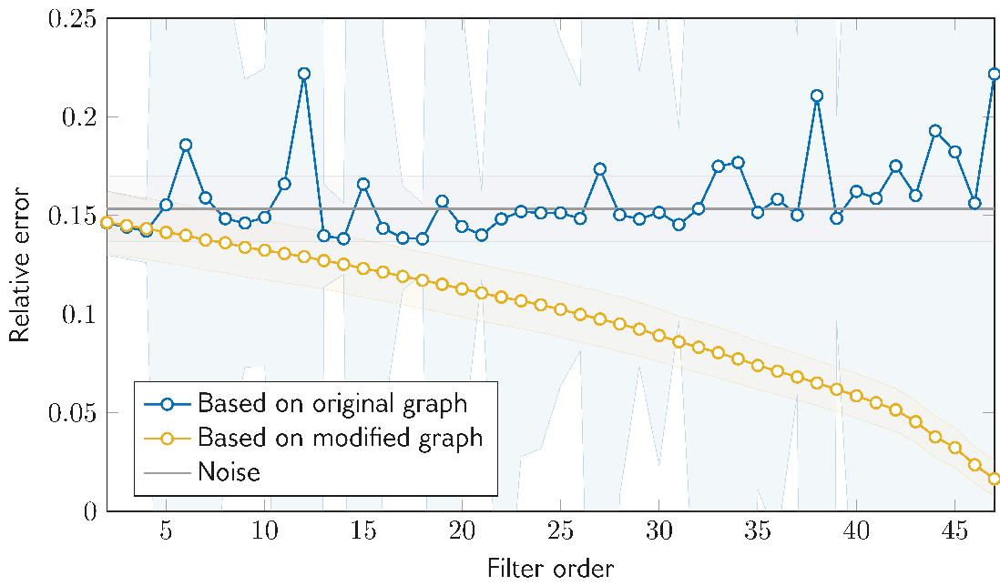 0.25
0.2
0.15
0.1
0.05
0
Relative error
Based on original graph
Based on modified graph
Noise
5 10 15 20 25 30 35 40 45
Filter order